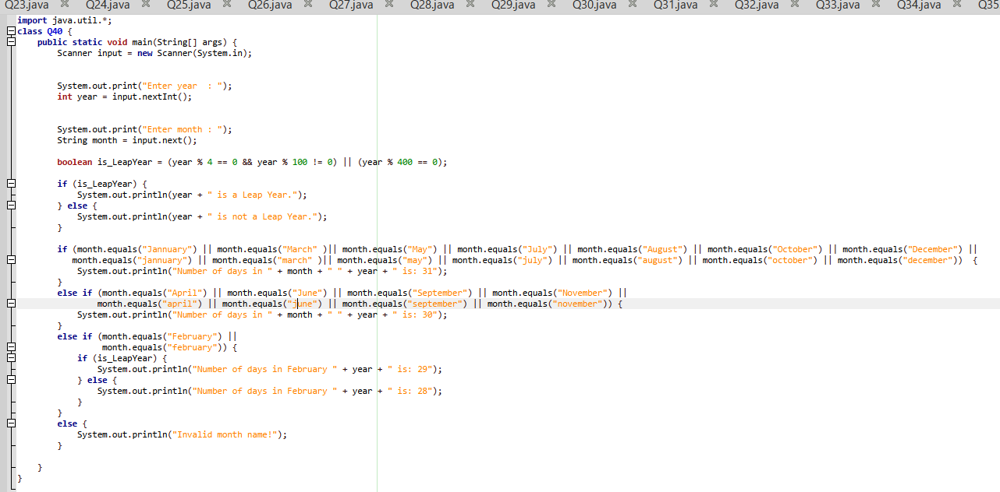 Q23.java Q24.java Q25.java Q26.java Q27.java Q28.java Q29.java Q30.java Q31.java Q32.java Q33.java Q34.java Q35
import java.util.*;
class Q40 {
    public static void main(String[] args) {
        Scanner input = new Scanner(System.in);
        System.out.print("Enter year  : ");
        int year = input.nextInt();
        System.out.print("Enter month : ");
        String month = input.next();
        boolean is_LeapYear = (year % 4 == 0 && year % 100 != 0) || (year % 400 == 0);
        if (is_LeapYear) {
            System.out.println(year + " is a Leap Year.");
        } else {
            System.out.println(year + " is not a Leap Year.");
        }
        if (month.equals("Jannuary") || month.equals("March" )|| month.equals("May") || month.equals("July") || month.equals("August") || month.equals("October") || month.equals("December") ||
           month.equals("jannuary") || month.equals("march" )|| month.equals("may") || month.equals("july") || month.equals("august") || month.equals("october") || month.equals("december"))  {
            System.out.println("Number of days in " + month + " " + year + " is: 31");
        }
        else if (month.equals("April") || month.equals("June") || month.equals("September") || month.equals("November") ||
                month.equals("april") || month.equals("june") || month.equals("september") || month.equals("november")) {
            System.out.println("Number of days in " + month + " " + year + " is: 30");
        }
        else if (month.equals("February") ||
                 month.equals("february")) {
            if (is_LeapYear) {
                System.out.println("Number of days in February " + year + " is: 29");
            } else {
                System.out.println("Number of days in February " + year + " is: 28");
            }
        }
        else {
            System.out.println("Invalid month name!");
        }
    }
}